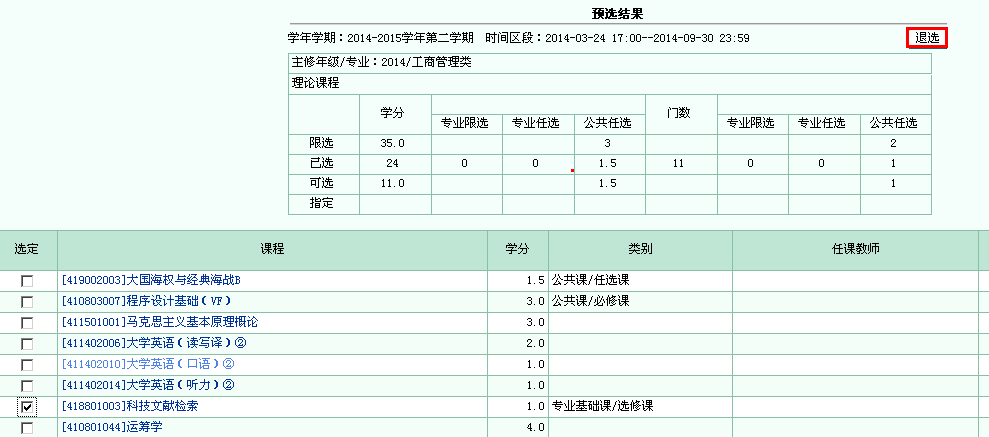 预选结果
学年学期：2014-2015学年第二学期 时间区段：2014-03-24 17:00--2014-09-30 23:59 退选
主修年级/专业：2014/工商管理类
理论课程
学分 门数
专业限选 专业任选 公共任选 专业限选 专业任选 公共任选
限选 35.0 3 2
已选 24 0 0 1.5 11 0 0 1
可选 11.0 1.5 1
指定
选定 课程 学分 类别 任课教师
[419002003]大国海权与经典海战B 1.5 公共课/任选课
[410803007]程序设计基础（VF） 3.0 公共课/必修课
[411501001]马克思主义基本原理概论 3.0
[411402006]大学英语（读写译）② 2.0
[411402010]大学英语（口语）② 1.0
[411402014]大学英语（听力）② 1.0
[418801003]科技文献检索 1.0 专业基础课/选修课
[410801044]运筹学 4.0